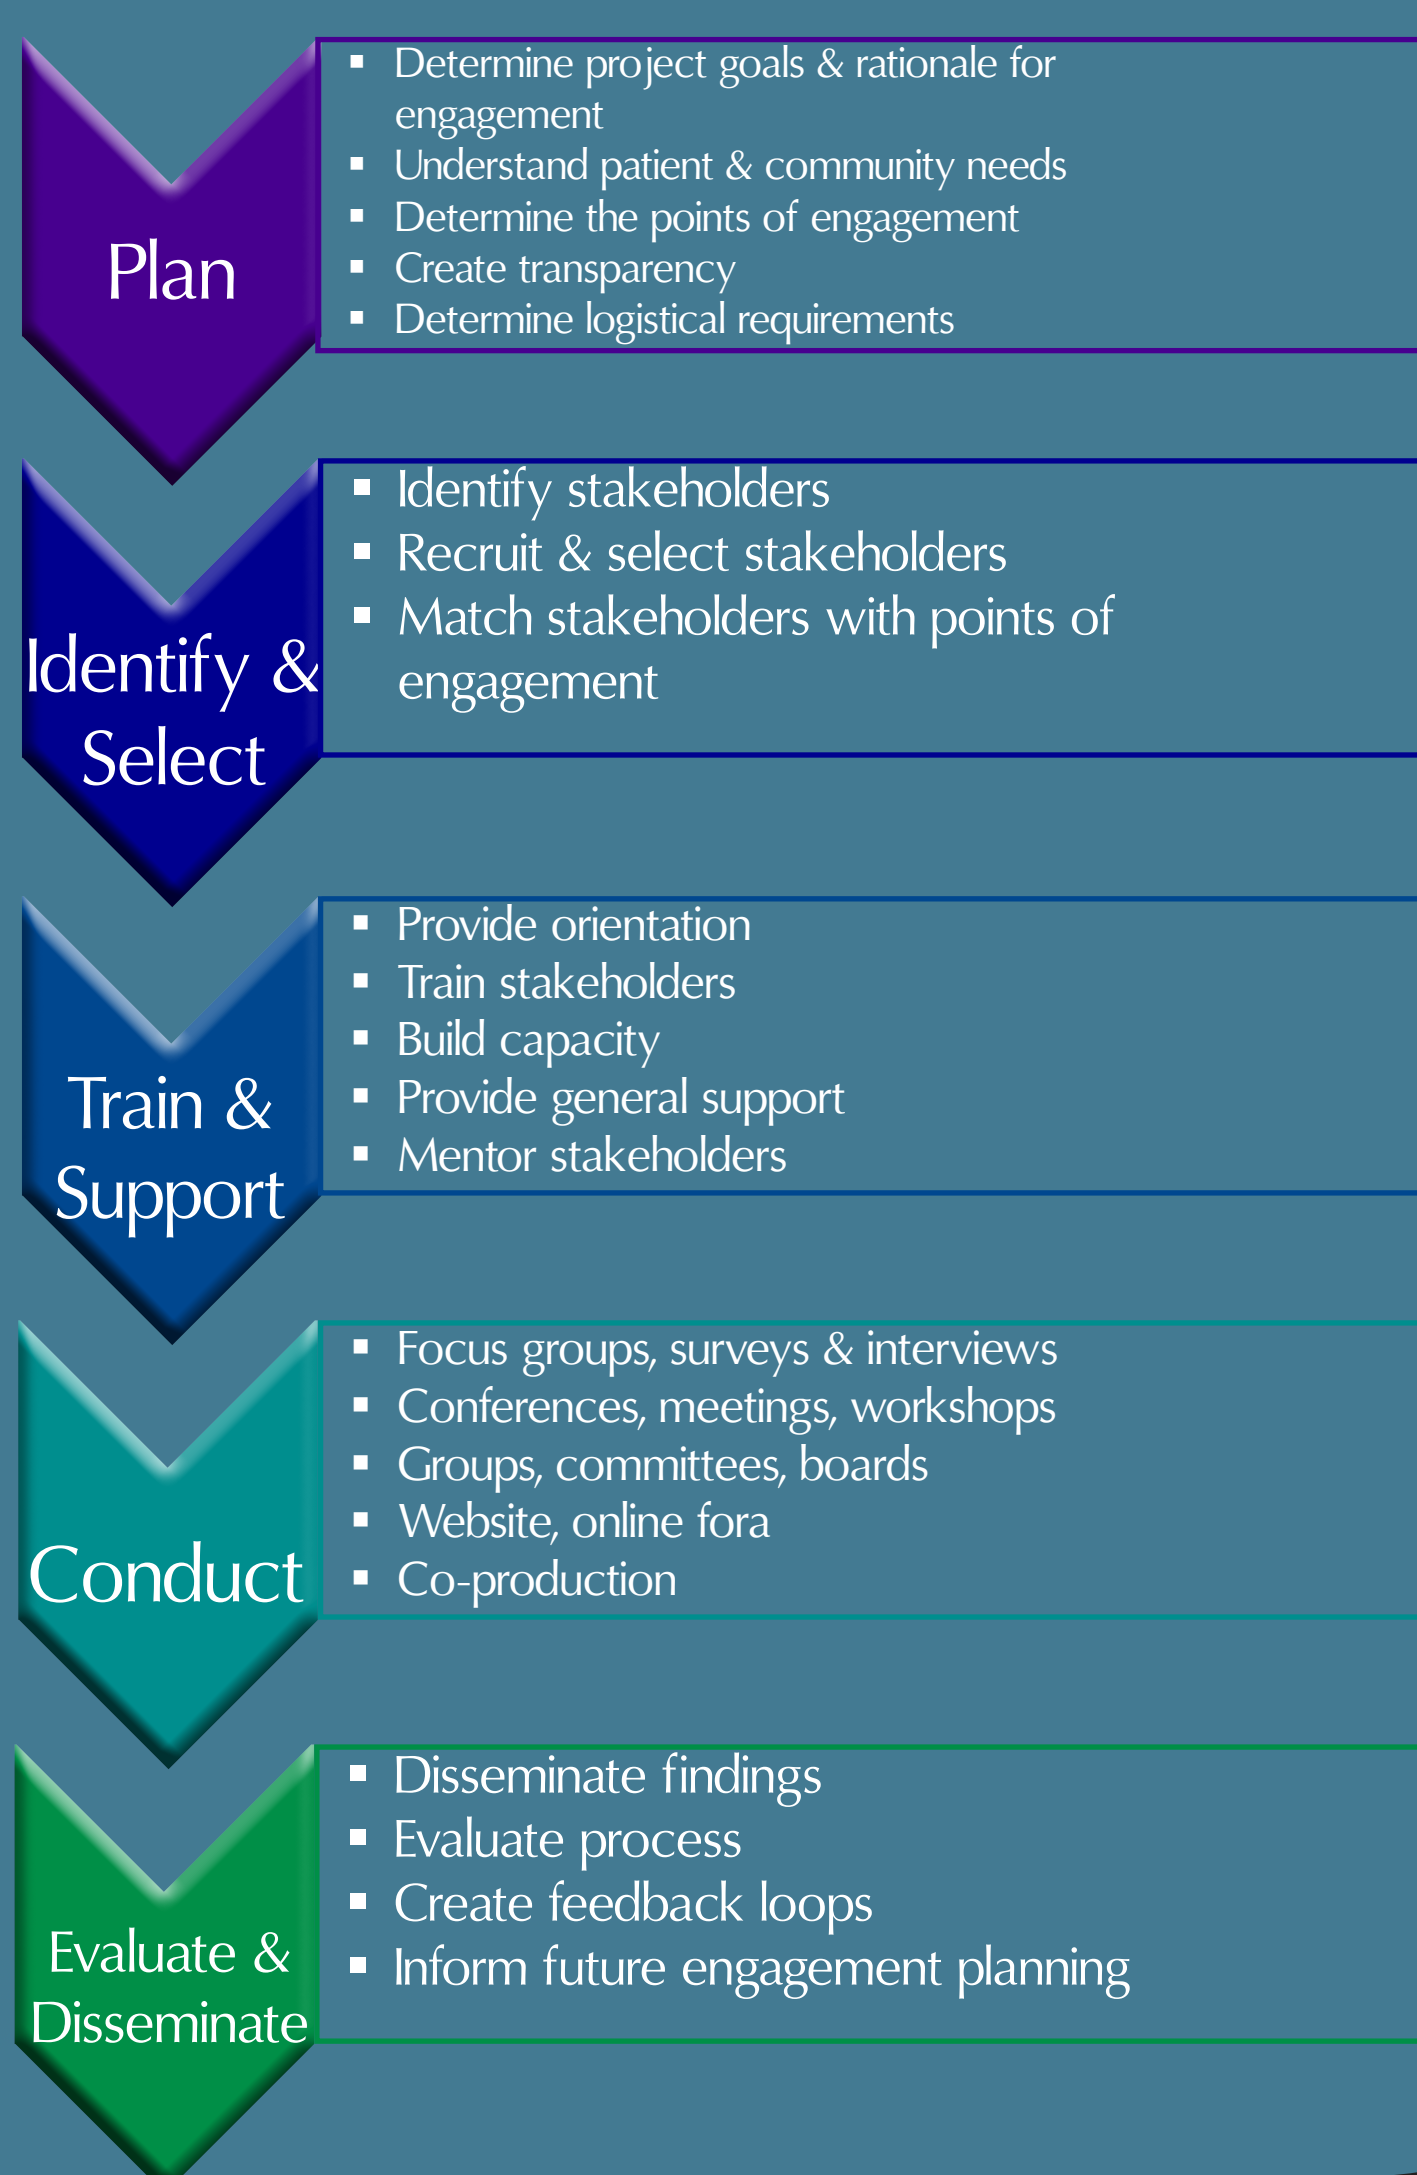 Plan
▪ Determine project goals & rationale for
engagement
▪ Understand patient & community needs
▪ Determine the points of engagement
▪ Create transparency
▪ Determine logistical requirements
Identify &
Select
▪ Identify stakeholders
▪ Recruit & select stakeholders
▪ Match stakeholders with points of
engagement
Train &
Support
▪ Provide orientation
▪ Train stakeholders
▪ Build capacity
▪ Provide general support
▪ Mentor stakeholders
Conduct
▪ Focus groups, surveys & interviews
▪ Conferences, meetings, workshops
▪ Groups, committees, boards
▪ Website, online fora
▪ Co-production
Evaluate &
Disseminate
▪ Disseminate findings
▪ Evaluate process
▪ Create feedback loops
▪ Inform future engagement planning